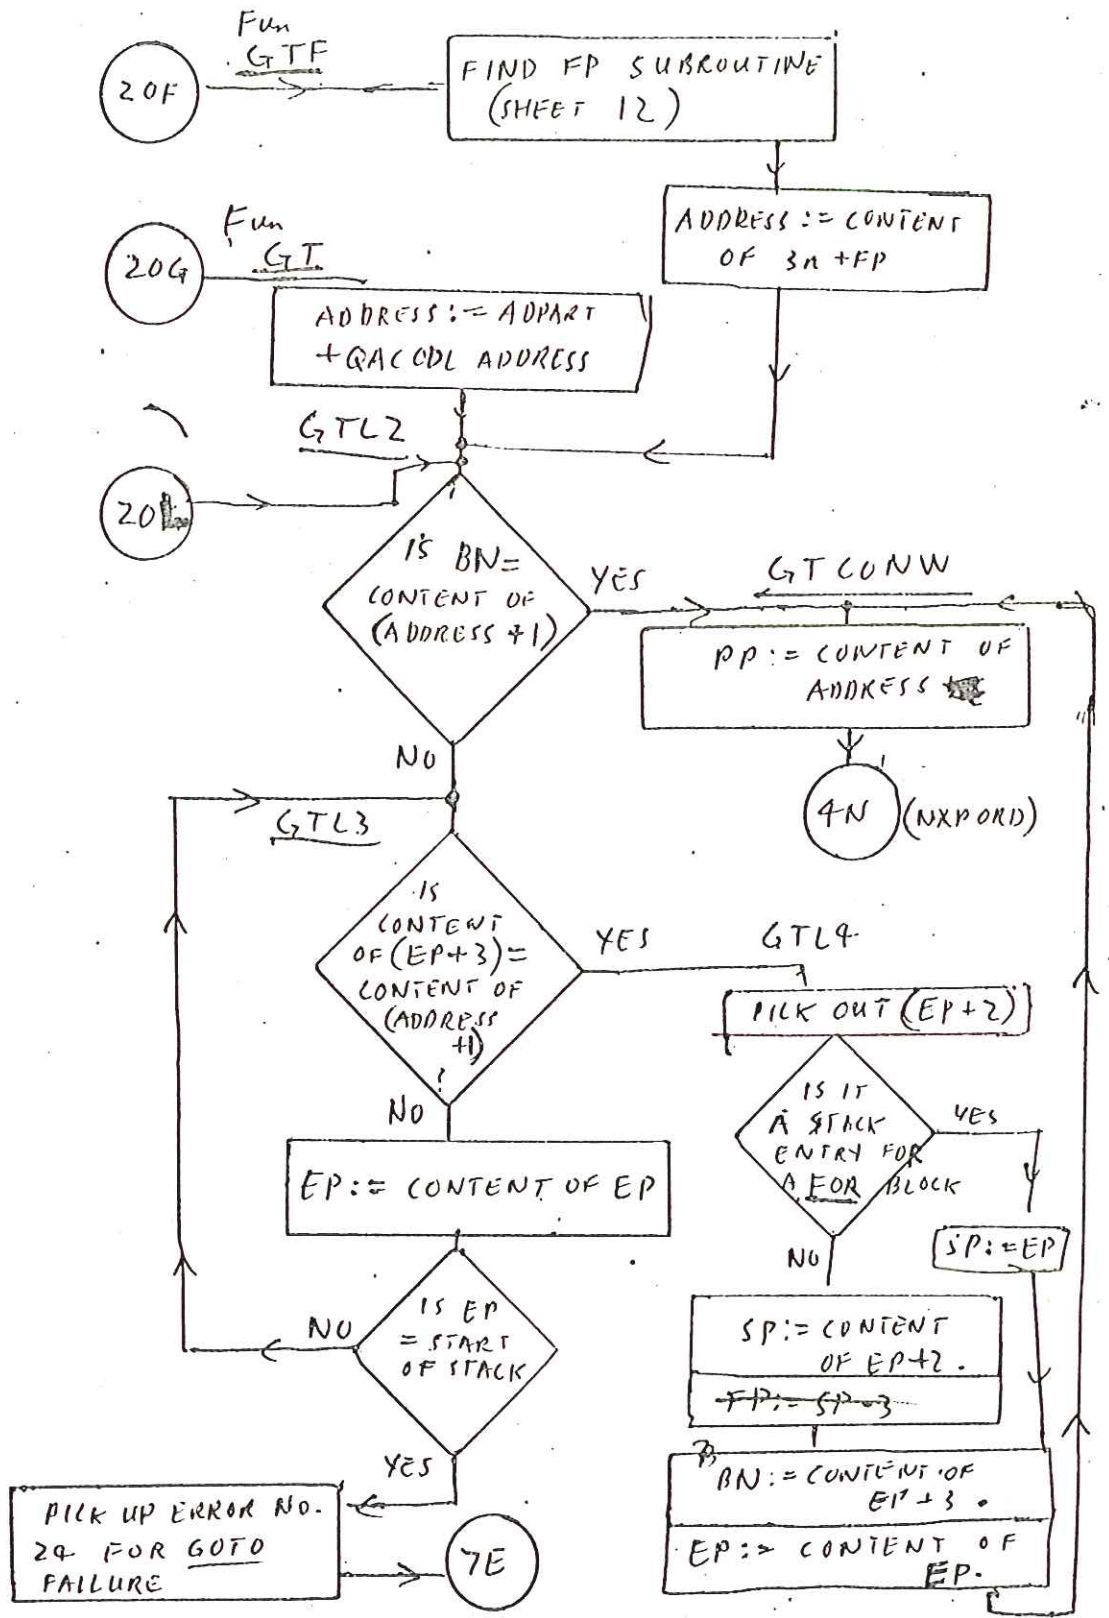 Fun
GTF
20F
FIND FP SUBROUTINE
(SHEET 12)
ADDRESS := CONTENT
OF 3n +FP
Fun
GT
20G
ADDRESS := ADPART
+QACODL ADDRESS
GTL2
20
IS BN=
CONTENT OF
(ADDRESS +1)
YES
GTCONW
PP := CONTENT OF
ADDRESS
NO
4N
(NXPORD)
GTL3
IS
CONTENT
OF (EP+3) =
CONTENT OF
(ADDRESS
+1)
?
YES
GTL4
PICK OUT (EP+2)
NO
IS IT
A STACK
ENTRY FOR
A FOR BLOCK
YES
EP := CONTENT OF EP
SP: =EP
NO
IS EP
= START
OF STACK
NO
SP := CONTENT
OF EP+2.
FP:= SP-3
YES
BN := CONTENT OF
EP + 3 .
EP := CONTENT OF
EP.
PICK UP ERROR NO.
24 FOR GOTO
FAILURE
7E